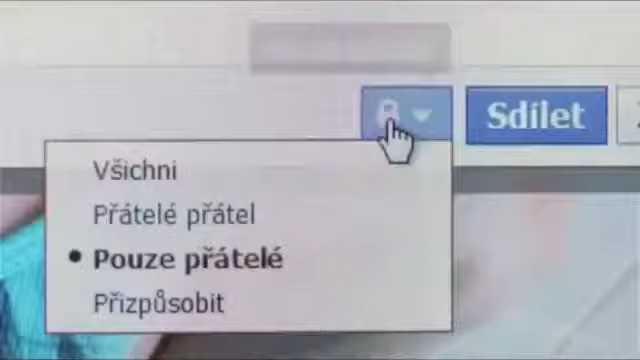 Sdílet
Všichni
Přátelé přátel
Pouze přátelé
Přizpůsobit